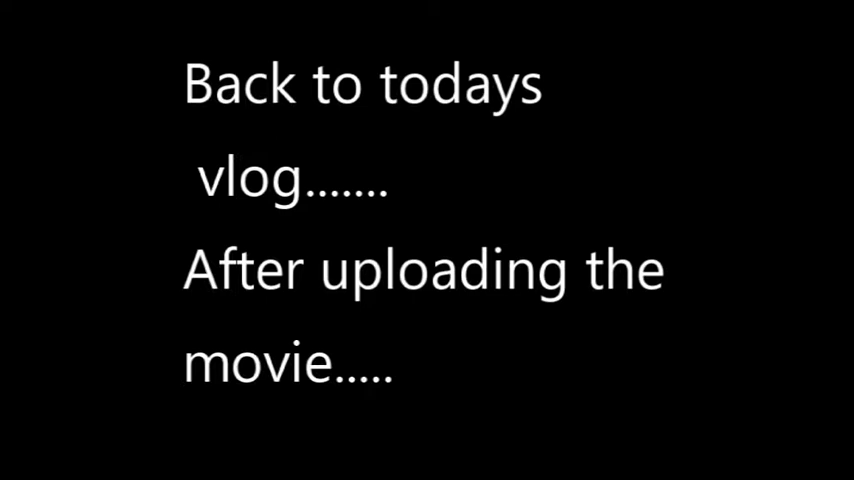 Back to todays
vlog.......
After uploading the
movie.....